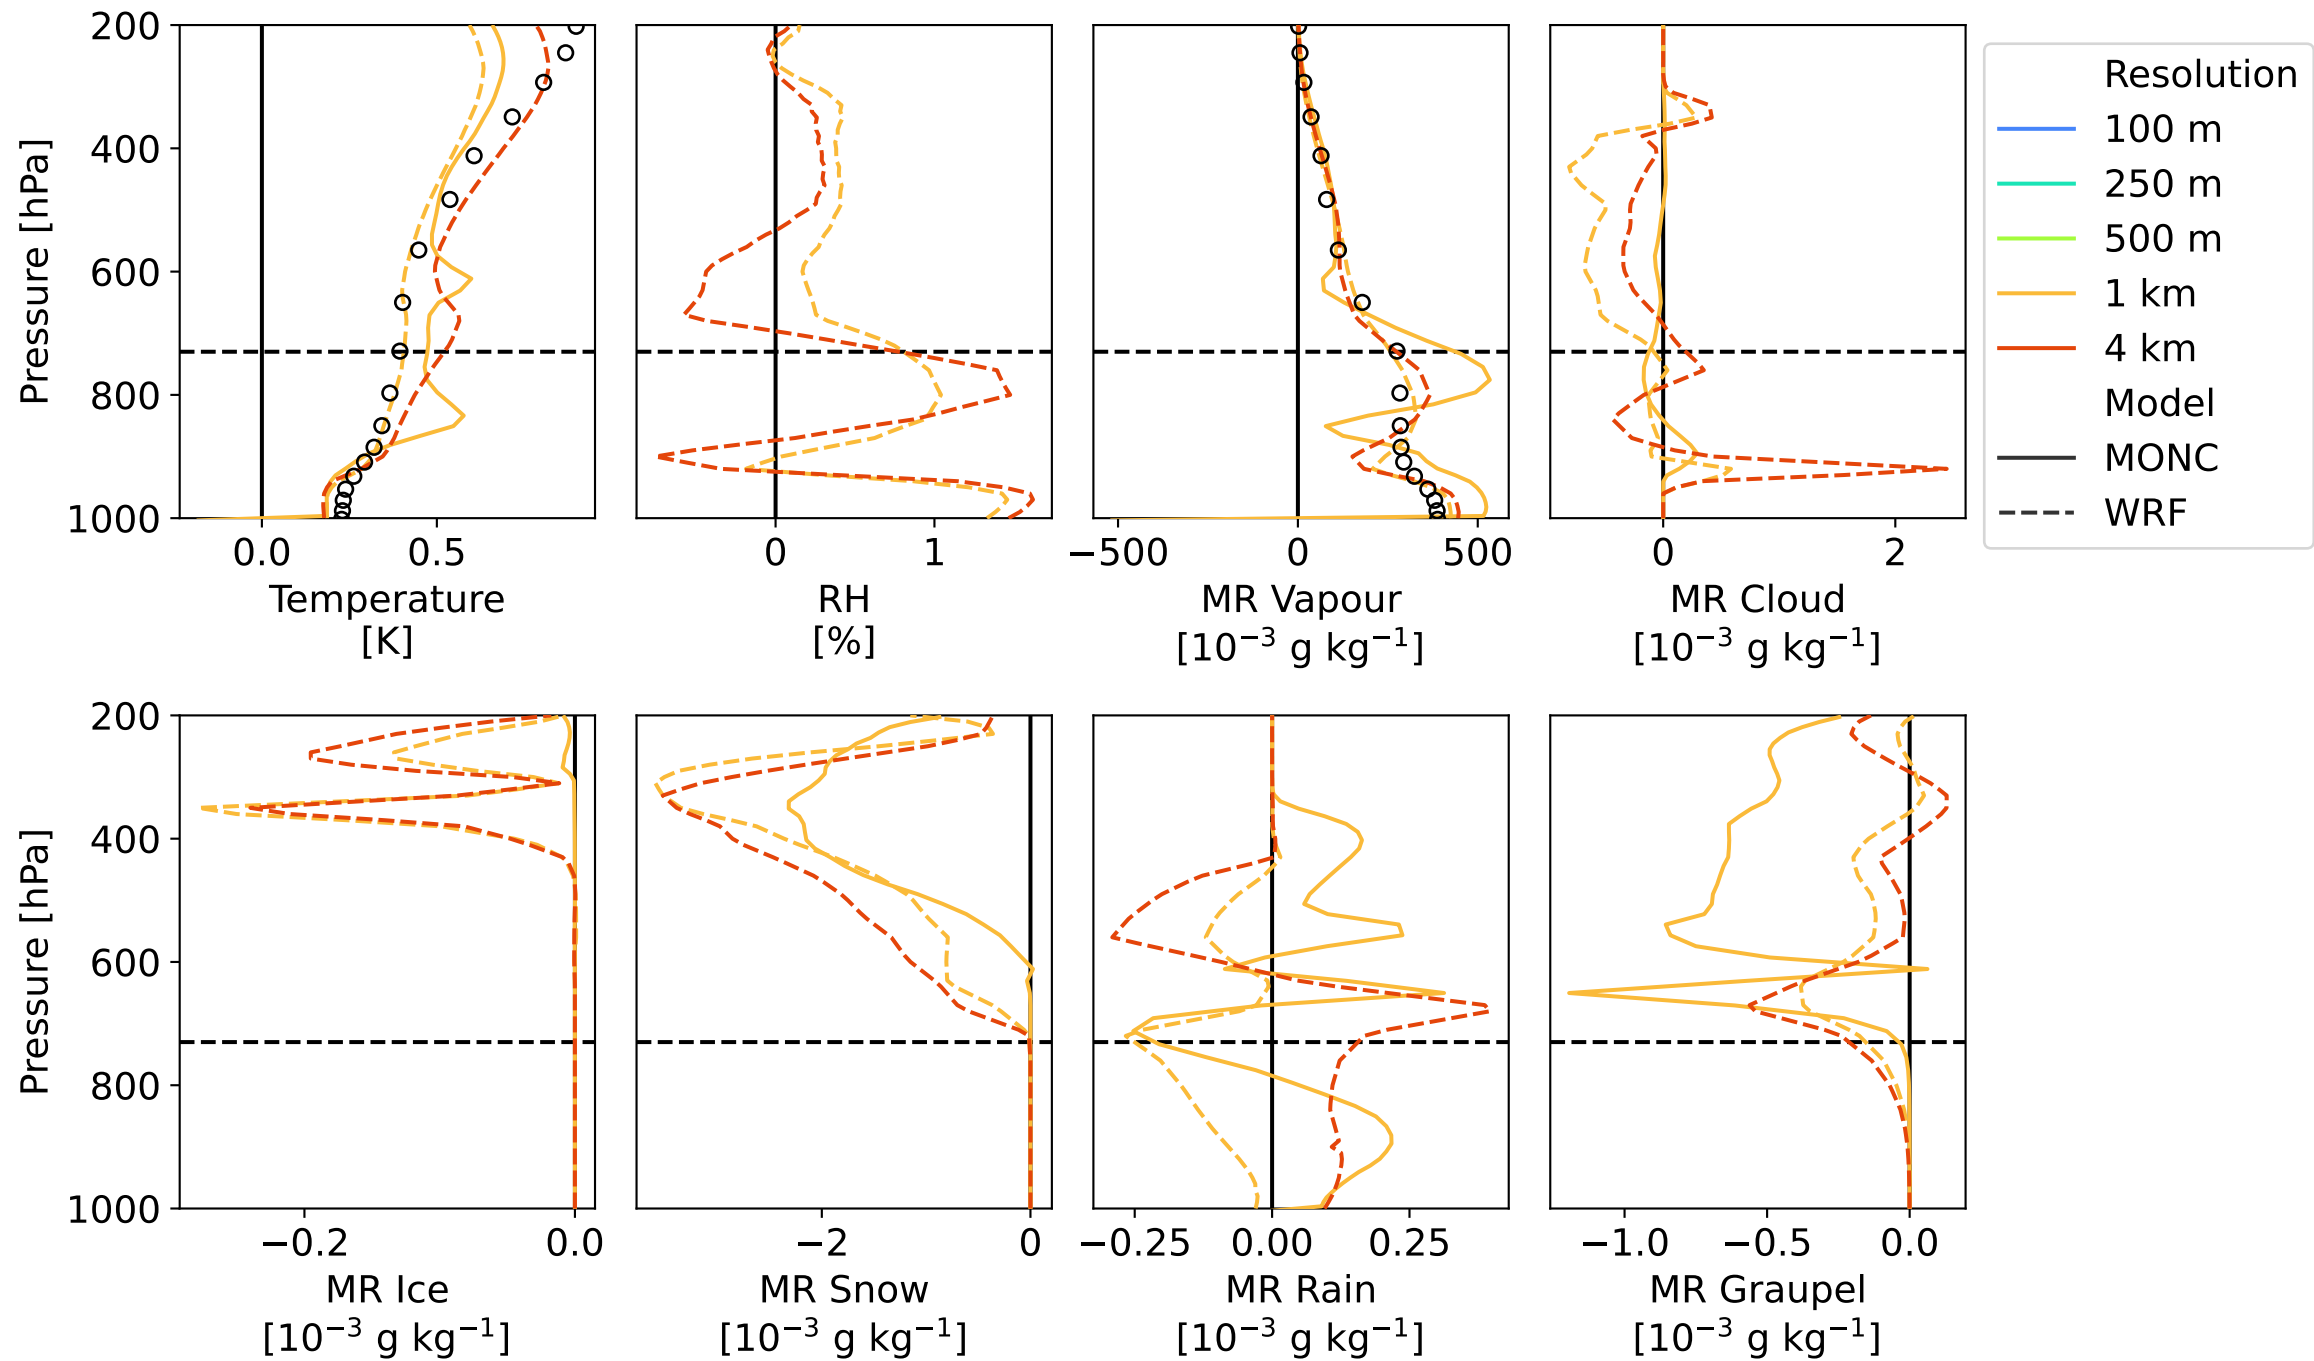 200
400
600
800
1000
Pressure [hPa]
0.0 0.5
Temperature
[K]
0 1
RH
[%]
−500 0 500
MR Vapour
[10⁻³ g kg⁻¹]
0 2
MR Cloud
[10⁻³ g kg⁻¹]
Resolution
100 m
250 m
500 m
1 km
4 km
Model
MONC
WRF
200
400
600
800
1000
Pressure [hPa]
−0.2 0.0
MR Ice
[10⁻³ g kg⁻¹]
−2 0
MR Snow
[10⁻³ g kg⁻¹]
−0.25 0.00 0.25
MR Rain
[10⁻³ g kg⁻¹]
−1.0 −0.5 0.0
MR Graupel
[10⁻³ g kg⁻¹]